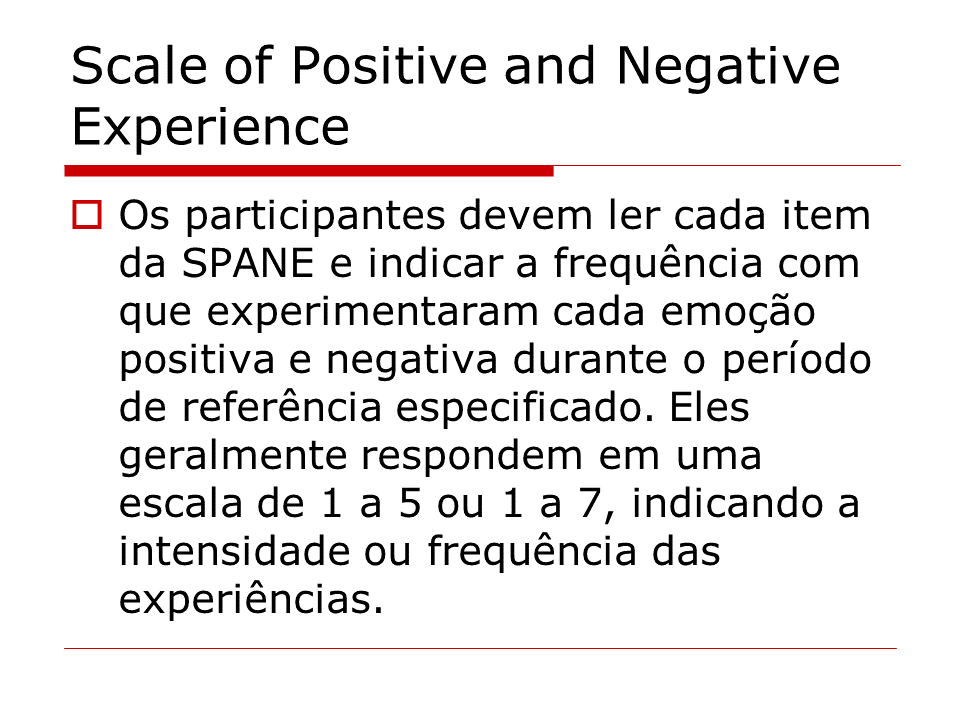 Scale of Positive and Negative
Experience
Os participantes devem ler cada item
da SPANE e indicar a frequência com
que experimentaram cada emoção
positiva e negativa durante o período
de referência especificado. Eles
geralmente respondem em uma
escala de 1 a 5 ou 1 a 7, indicando a
intensidade ou frequência das
experiências.